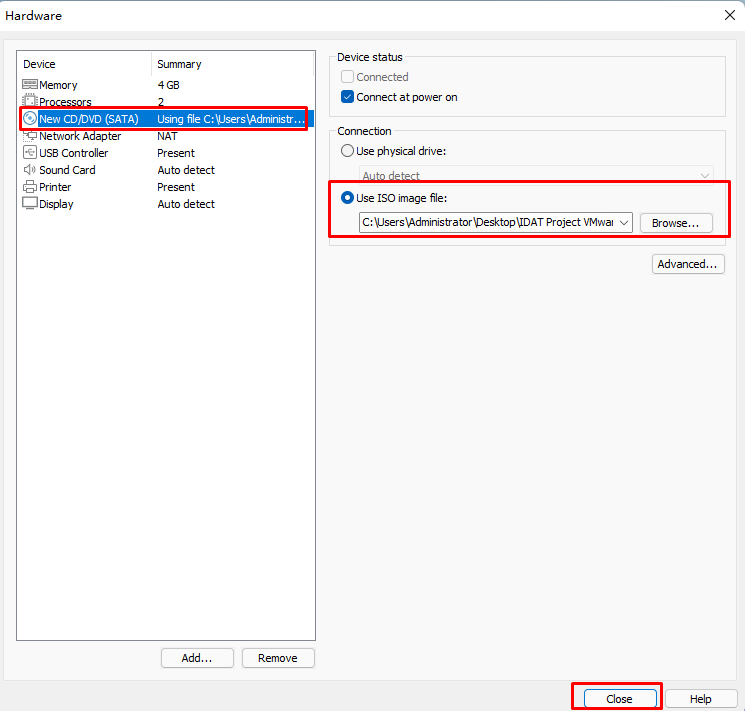 Hardware
Device Summary
Memory 4 GB
Processors 2
New CD/DVD (SATA) Using file C:\Users\Administr...
Network Adapter NAT
USB Controller Present
Sound Card Auto detect
Printer Present
Display Auto detect
Add... Remove
Device status
Connected
Connect at power on
Connection
Use physical drive:
Auto detect
Use ISO image file:
C:\Users\Administrator\Desktop\IDAT Project VMwar Browse...
Advanced...
Close Help